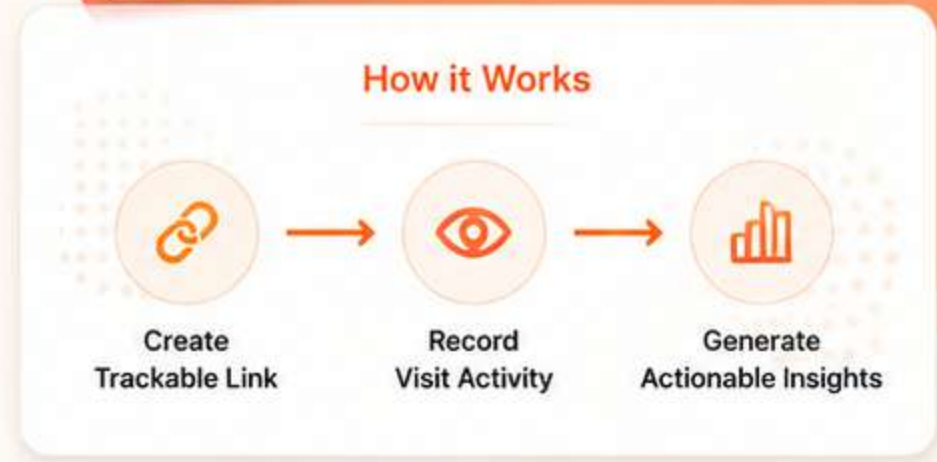 How it Works
Create
Trackable Link
Record
Visit Activity
Generate
Actionable Insights